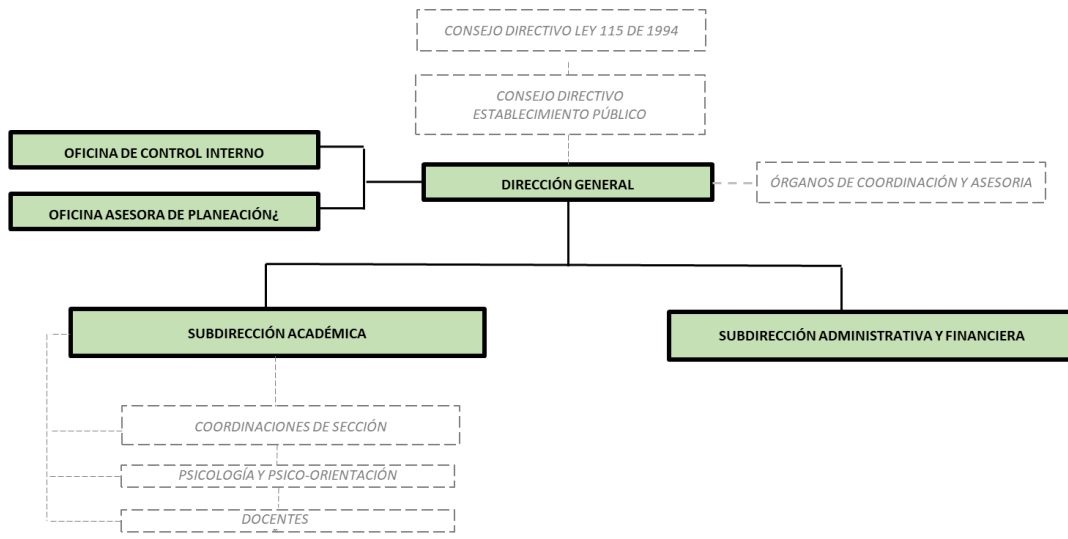 CONSEJO DIRECTIVO LEY 115 DE 1994
CONSEJO DIRECTIVO
ESTABLECIMIENTO PÚBLICO
OFICINA DE CONTROL INTERNO
DIRECCIÓN GENERAL
ÓRGANOS DE COORDINACIÓN Y ASESORIA
OFICINA ASESORA DE PLANEACIÓN¿
SUBDIRECCIÓN ACADÉMICA
SUBDIRECCIÓN ADMINISTRATIVA Y FINANCIERA
COORDINACIONES DE SECCIÓN
PSICOLOGÍA Y PSICO-ORIENTACIÓN
DOCENTES